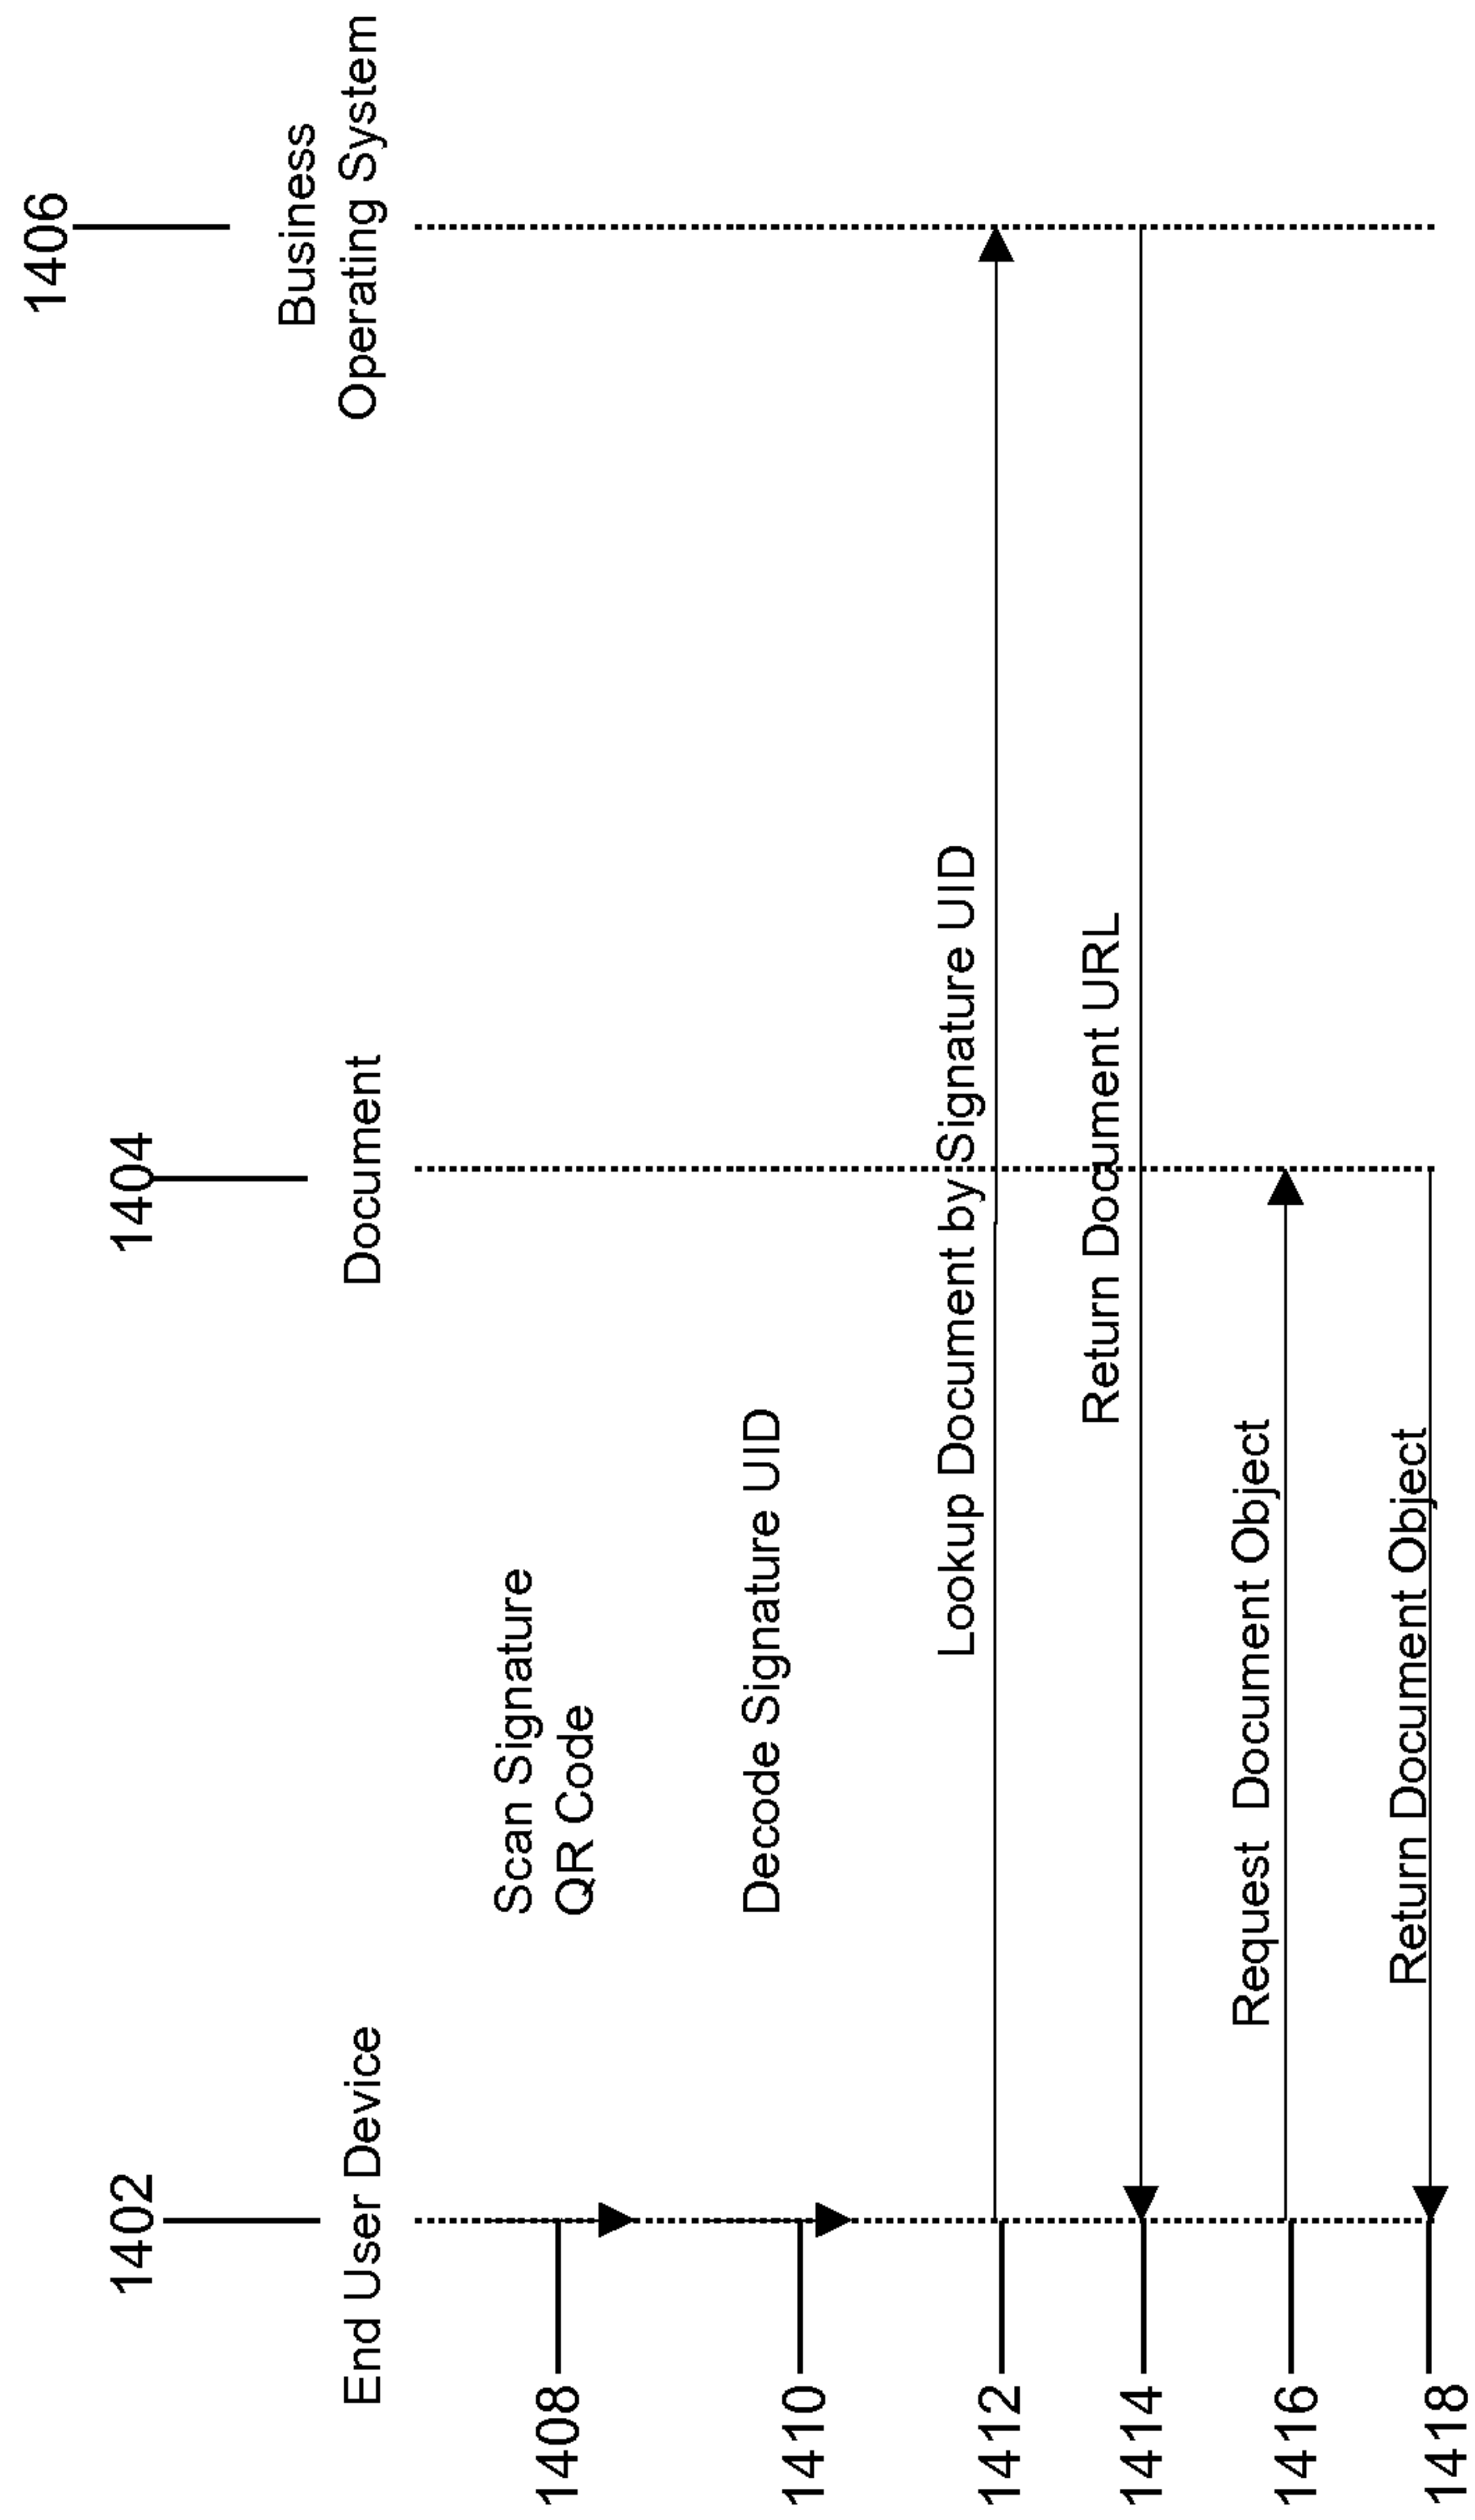 1402
1404
1406
End User Device
Document
Business
Operating System
1408
Scan Signature
QR Code
1410
Decode Signature UID
1412
Lookup Document by Signature UID
1414
Return Document URL
1416
Request Document Object
1418
Return Document Object